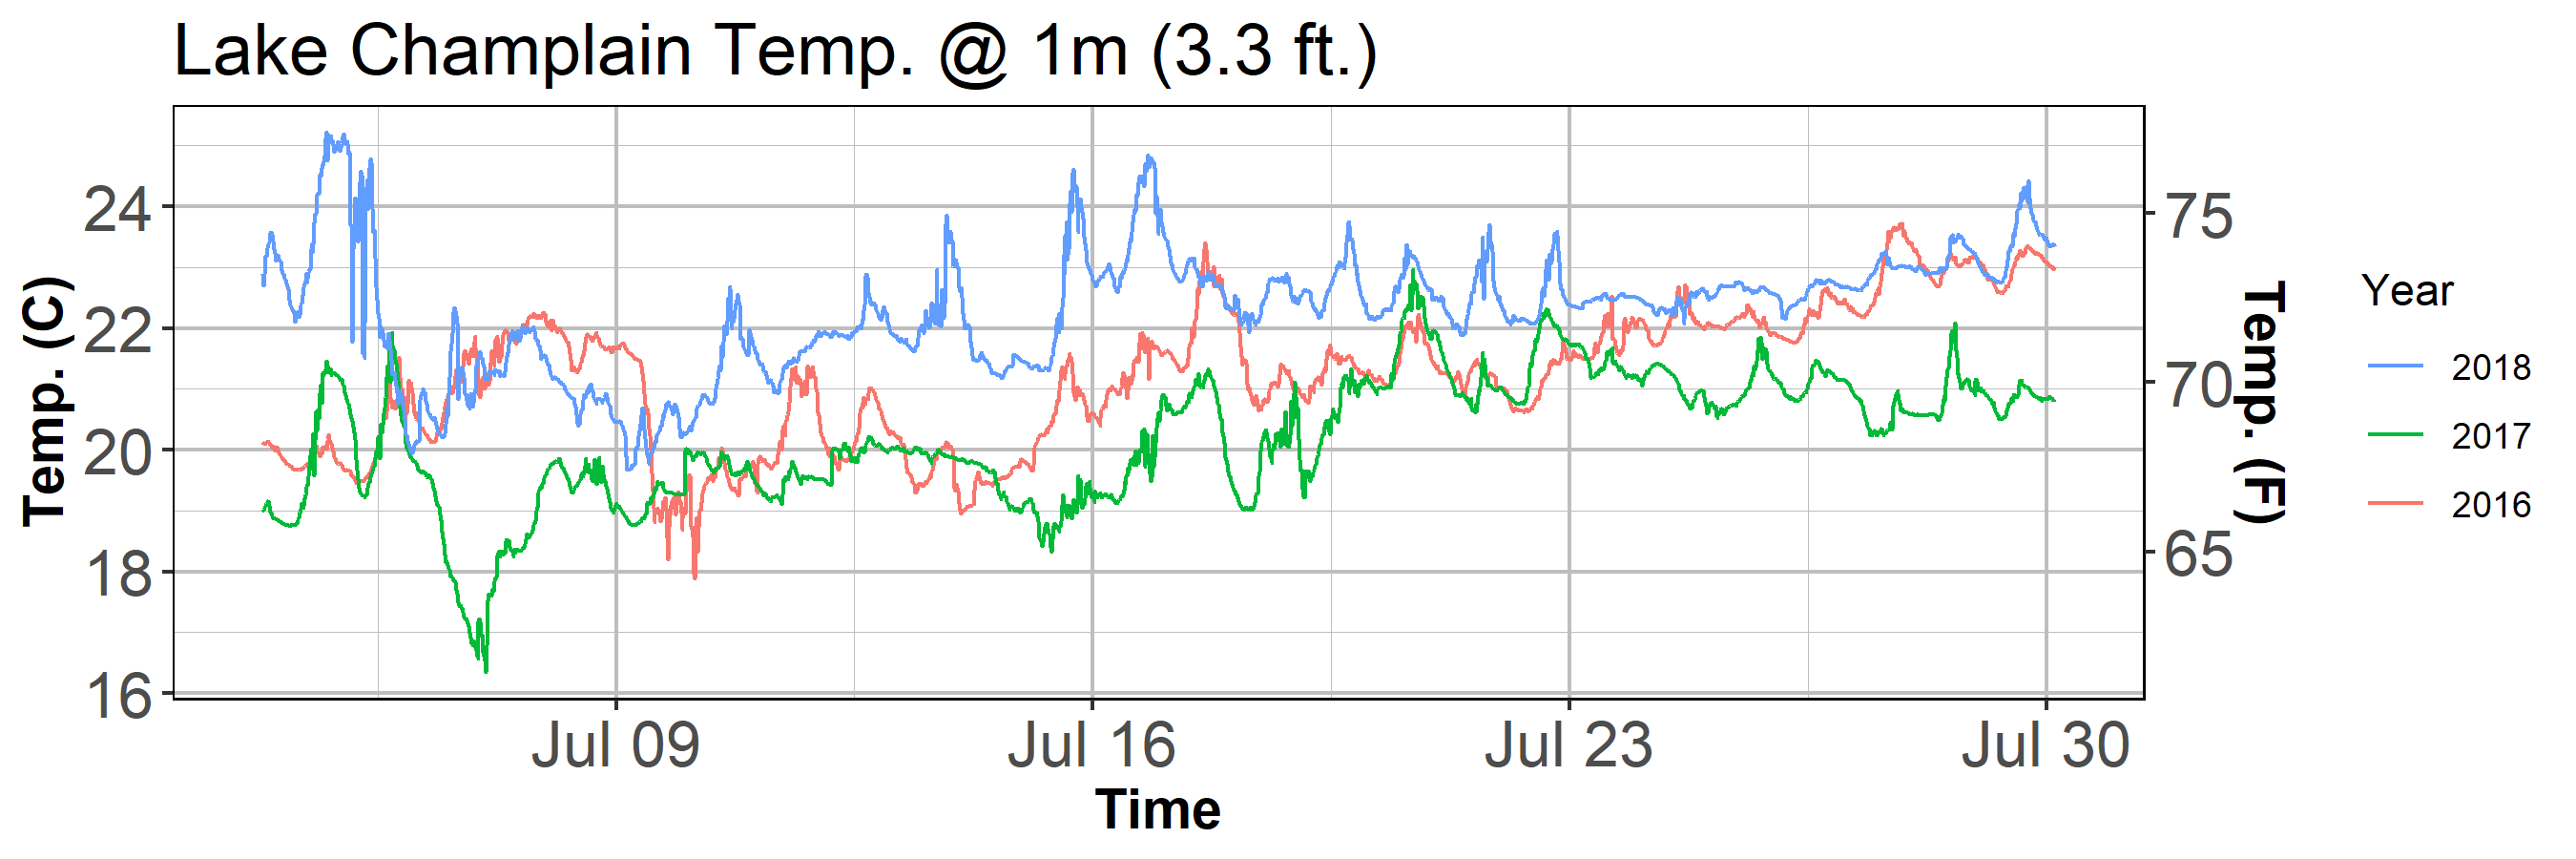 Lake Champlain Temp. @ 1m (3.3 ft.)
Temp. (C)
24
22
20
18
16
75
70
65
Temp. (F)
Jul 09
Jul 16
Jul 23
Jul 30
Time
Year
2018
2017
2016